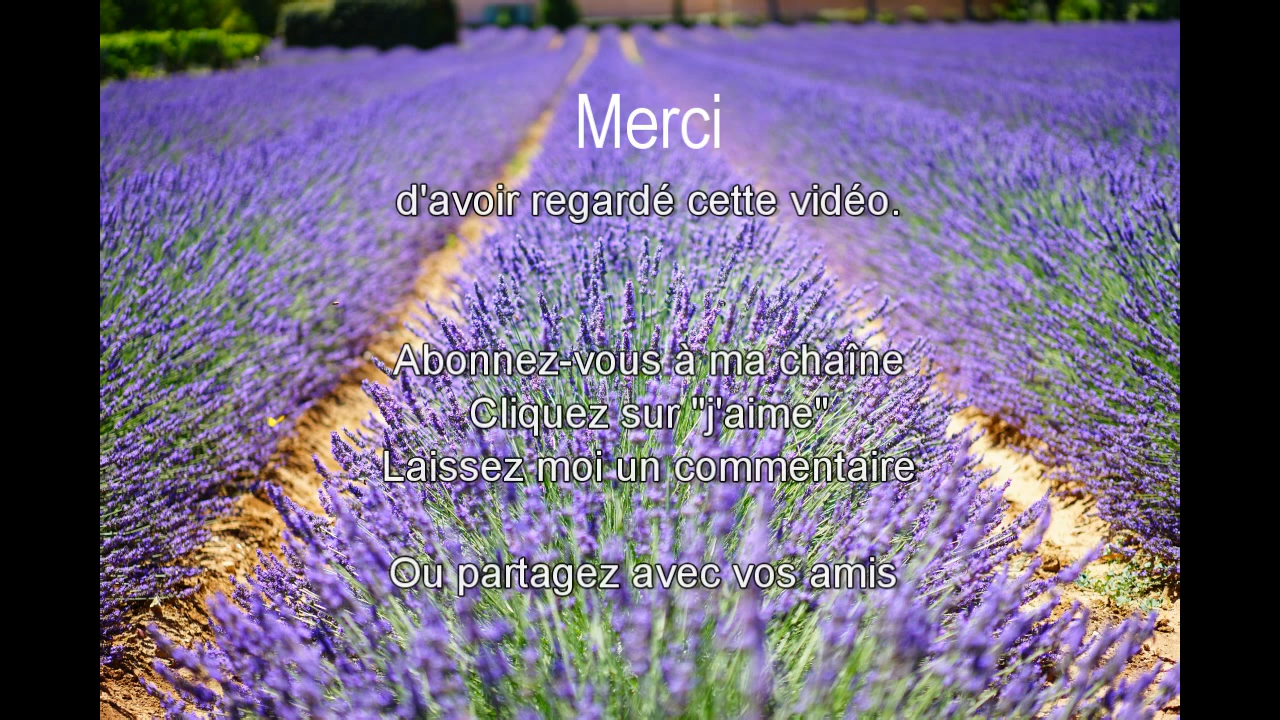 Merci
d'avoir regardé cette vidéo.
Abonnez-vous à ma chaîne
Cliquez sur "j'aime"
Laissez moi un commentaire
Ou partagez avec vos amis